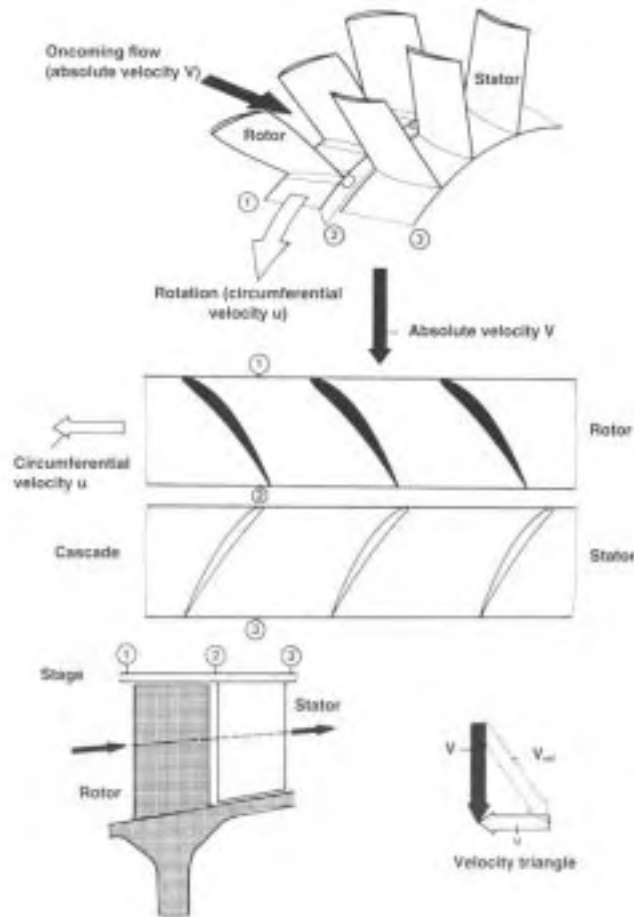 Oncoming flow
(absolute velocity V)
Stator
Rotor
1
2
3
Rotation (circumferential
velocity u)
Absolute velocity V
1
Rotor
Circumferential
velocity u
2
Cascade
Stator
3
1
2
3
Stage
Stator
Rotor
V
V
u
Velocity triangle